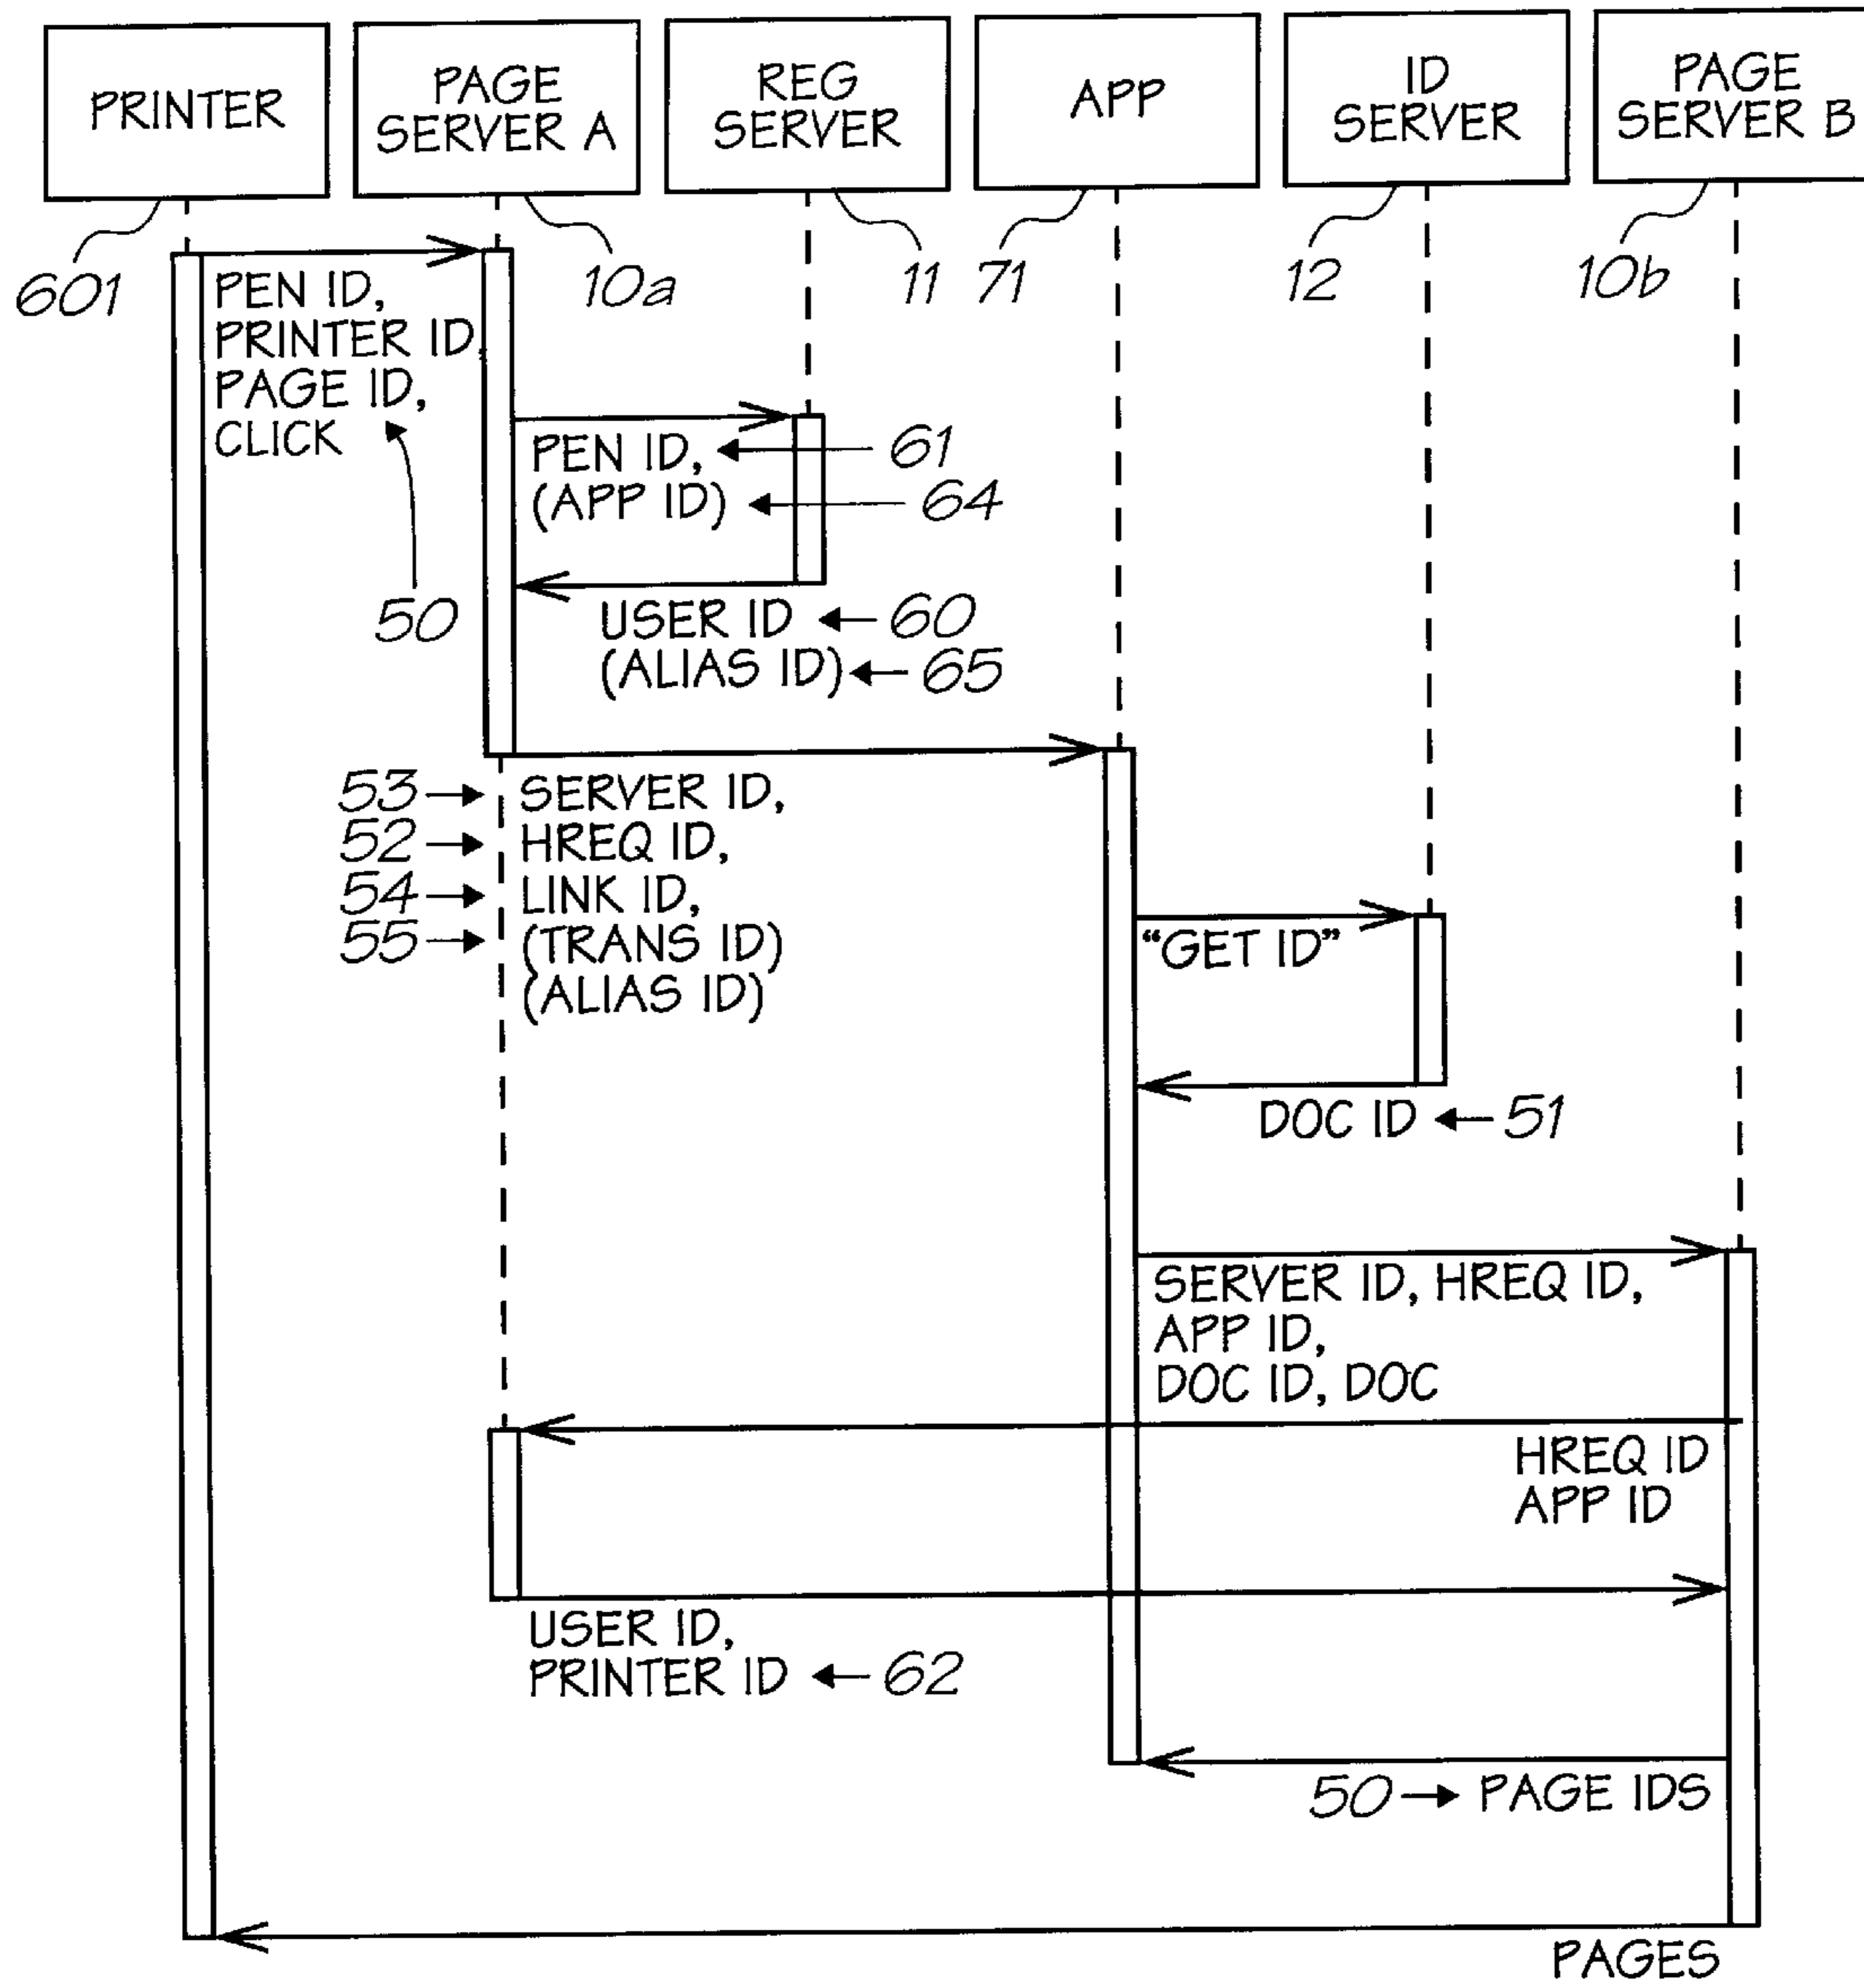 PRINTER
PAGE
SERVER A
REG
SERVER
APP
ID
SERVER
PAGE
SERVER B
601
10a
11
71
12
10b
PEN ID,
PRINTER ID,
PAGE ID,
CLICK
50
PEN ID,
(APP ID)
61
64
USER ID
(ALIAS ID)
60
65
53
52
54
55
SERVER ID,
HREQ ID,
LINK ID,
(TRANS ID)
(ALIAS ID)
"GET ID"
DOC ID
51
SERVER ID, HREQ ID,
APP ID,
DOC ID, DOC
HREQ ID
APP ID
USER ID,
PRINTER ID
62
50
PAGE IDS
PAGES